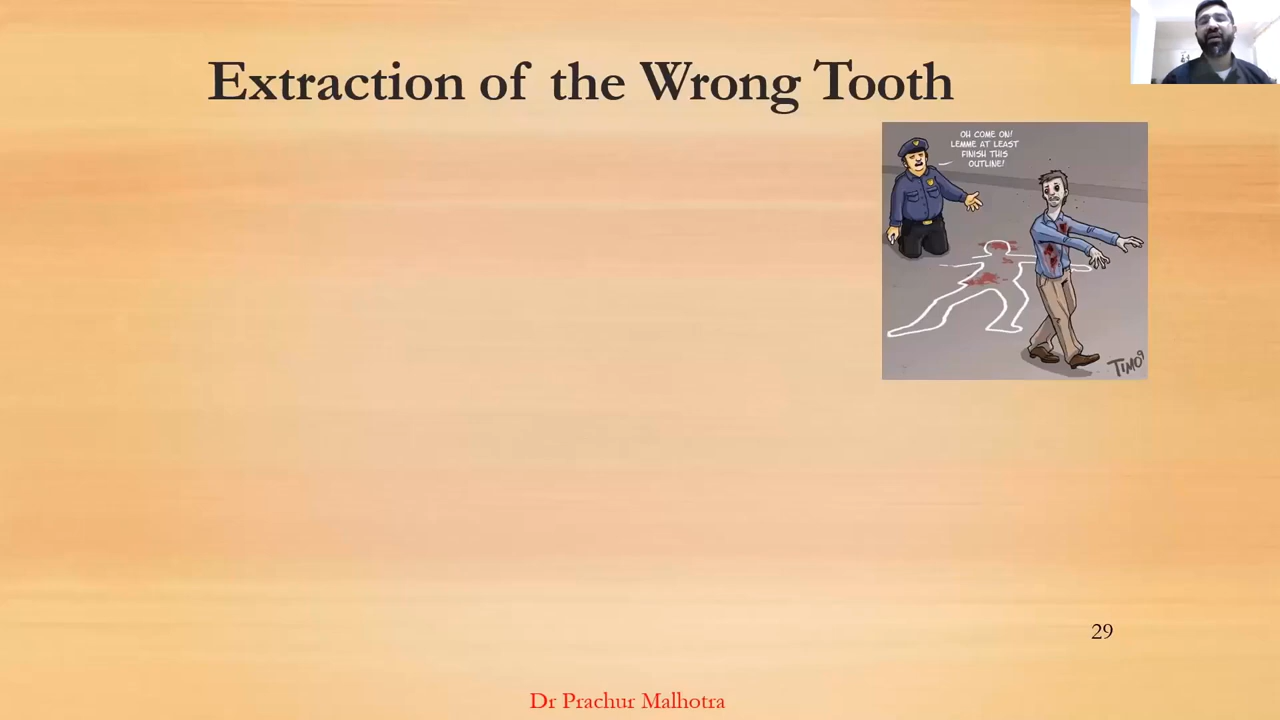 Extraction of the Wrong Tooth
OH COME ON!
LEMME AT LEAST
FINISH THIS
OUTLINE!
TIMO
29
Dr Prachur Malhotra